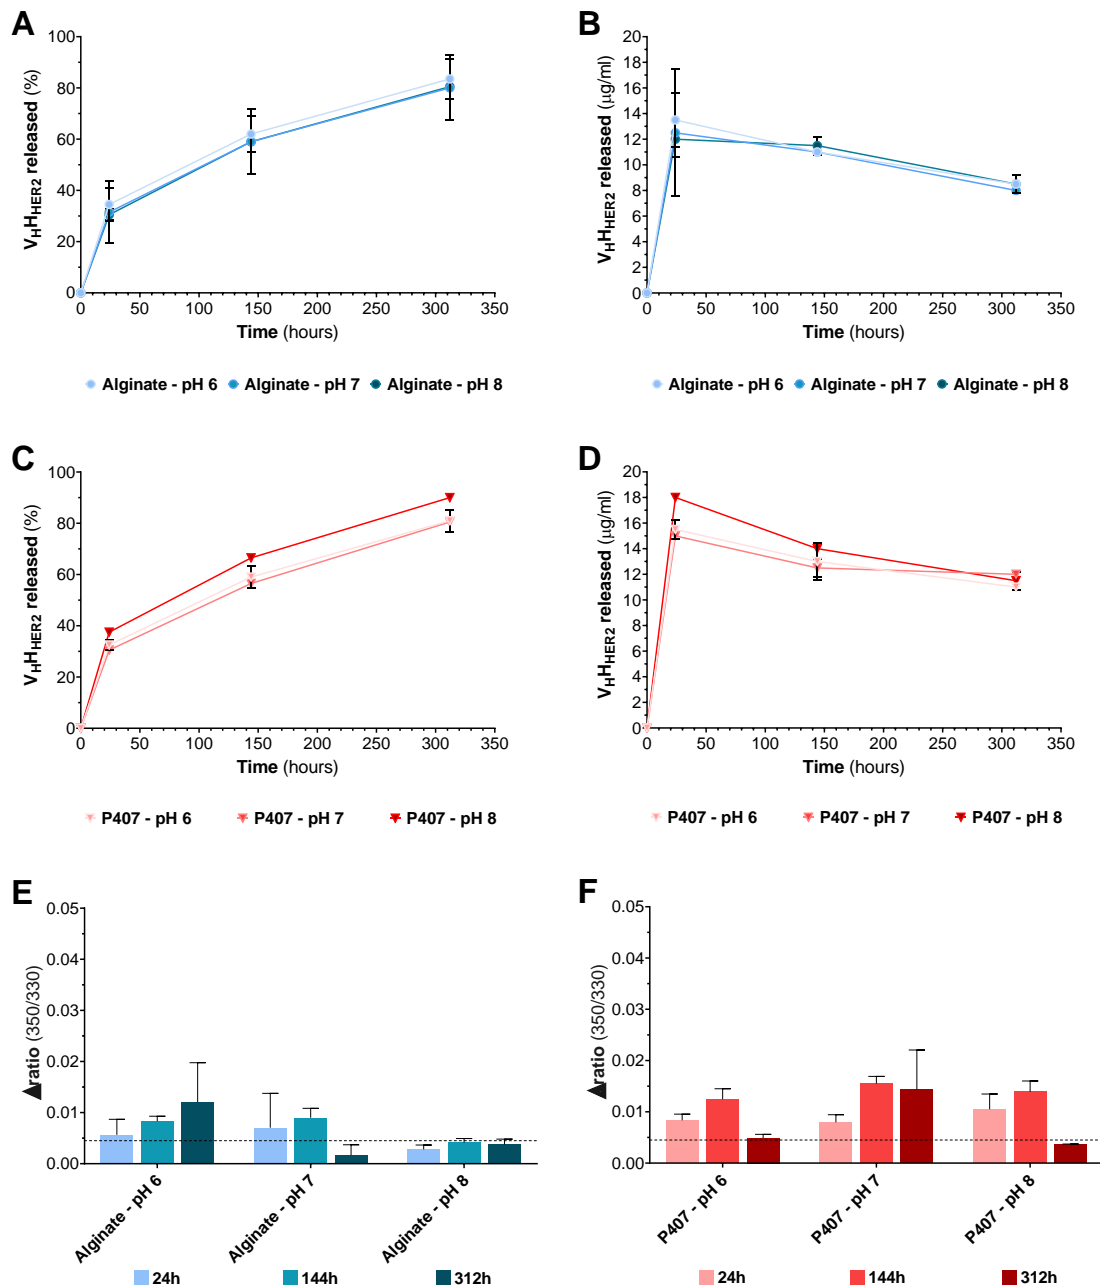 A
100
80
60
40
20
0
V_HH_HER2 released (%)
0 50 100 150 200 250 300 350
Time (hours)
Alginate - pH 6 Alginate - pH 7 Alginate - pH 8
B
20
18
16
14
12
10
8
6
4
2
0
V_HH_HER2 released (μg/ml)
0 50 100 150 200 250 300 350
Time (hours)
Alginate - pH 6 Alginate - pH 7 Alginate - pH 8
C
100
80
60
40
20
0
V_HH_HER2 released (%)
0 50 100 150 200 250 300 350
Time (hours)
P407 - pH 6 P407 - pH 7 P407 - pH 8
D
20
18
16
14
12
10
8
6
4
2
0
V_HH_HER2 released (μg/ml)
0 50 100 150 200 250 300 350
Time (hours)
P407 - pH 6 P407 - pH 7 P407 - pH 8
E
0.05
0.04
0.03
0.02
0.01
0.00
▲ratio (350/330)
Alginate - pH 6
Alginate - pH 7
Alginate - pH 8
24h 144h 312h
F
0.05
0.04
0.03
0.02
0.01
0.00
▲ratio (350/330)
P407 - pH 6
P407 - pH 7
P407 - pH 8
24h 144h 312h